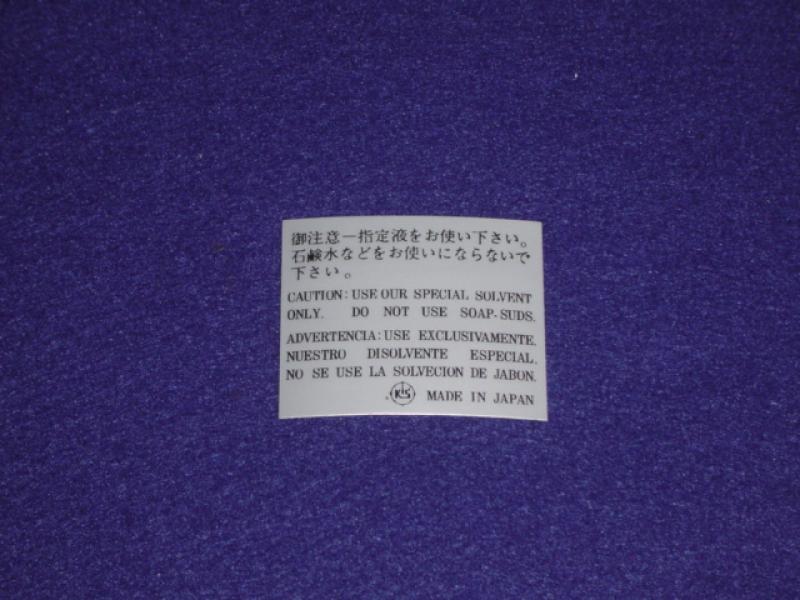 御注意一指定液をお使い下さい。
石鹸水などをお使いにならないで
下さい。
CAUTION: USE OUR SPECIAL SOLVENT
ONLY. DO NOT USE SOAP-SUDS.
ADVERTENCIA: USE EXCLUSIVAMENTE.
NUESTRO DISOLVENTE ESPECIAL.
NO SE USE LA SOLVECION DE JABON.
KS MADE IN JAPAN